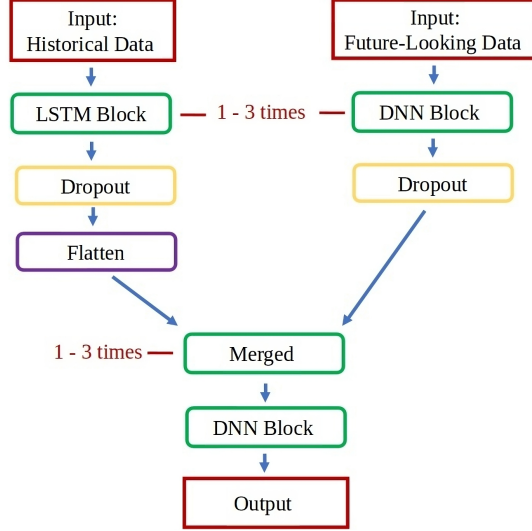 Input:
Historical Data
Input:
Future-Looking Data
LSTM Block
1 - 3 times
DNN Block
Dropout
Dropout
Flatten
1 - 3 times
Merged
DNN Block
Output